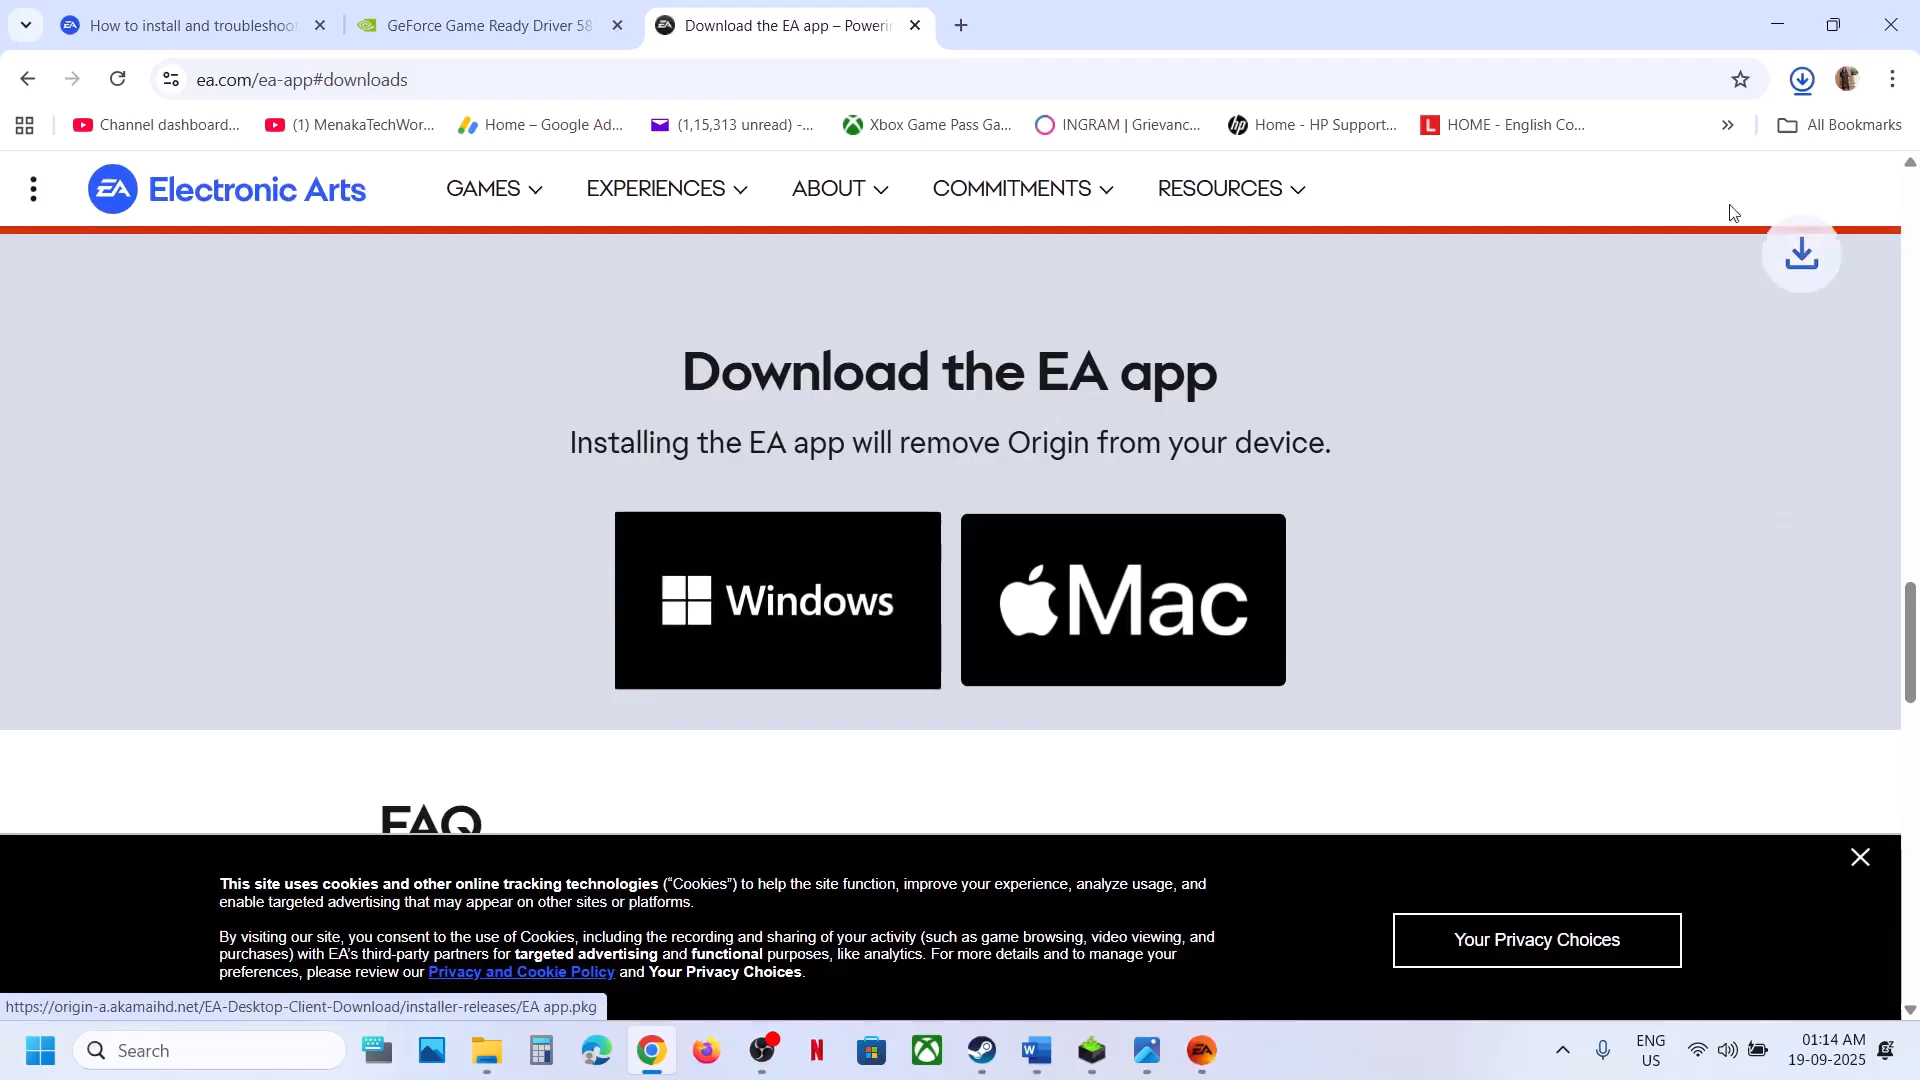 How to install and troubleshoot
GeForce Game Ready Driver 58
Download the EA app – Powerin
ea.com/ea-app#downloads
Channel dashboard...
(1) MenakaTechWor...
Home – Google Ad...
(1,15,313 unread) -...
Xbox Game Pass Ga...
INGRAM | Grievanc...
Home - HP Support...
HOME - English Co...
All Bookmarks
EA Electronic Arts
GAMES
EXPERIENCES
ABOUT
COMMITMENTS
RESOURCES
Download the EA app
Installing the EA app will remove Origin from your device.
Windows
Mac
FAQ
This site uses cookies and other online tracking technologies (“Cookies”) to help the site function, improve your experience, analyze usage, and
enable targeted advertising that may appear on other sites or platforms.
By visiting our site, you consent to the use of Cookies, including the recording and sharing of your activity (such as game browsing, video viewing, and
purchases) with EA’s third-party partners for targeted advertising and functional purposes, like analytics. For more details and to manage your
preferences, please review our Privacy and Cookie Policy and Your Privacy Choices.
Your Privacy Choices
https://origin-a.akamaihd.net/EA-Desktop-Client-Download/installer-releases/EA app.pkg
Search
ENG
US
01:14 AM
19-09-2025